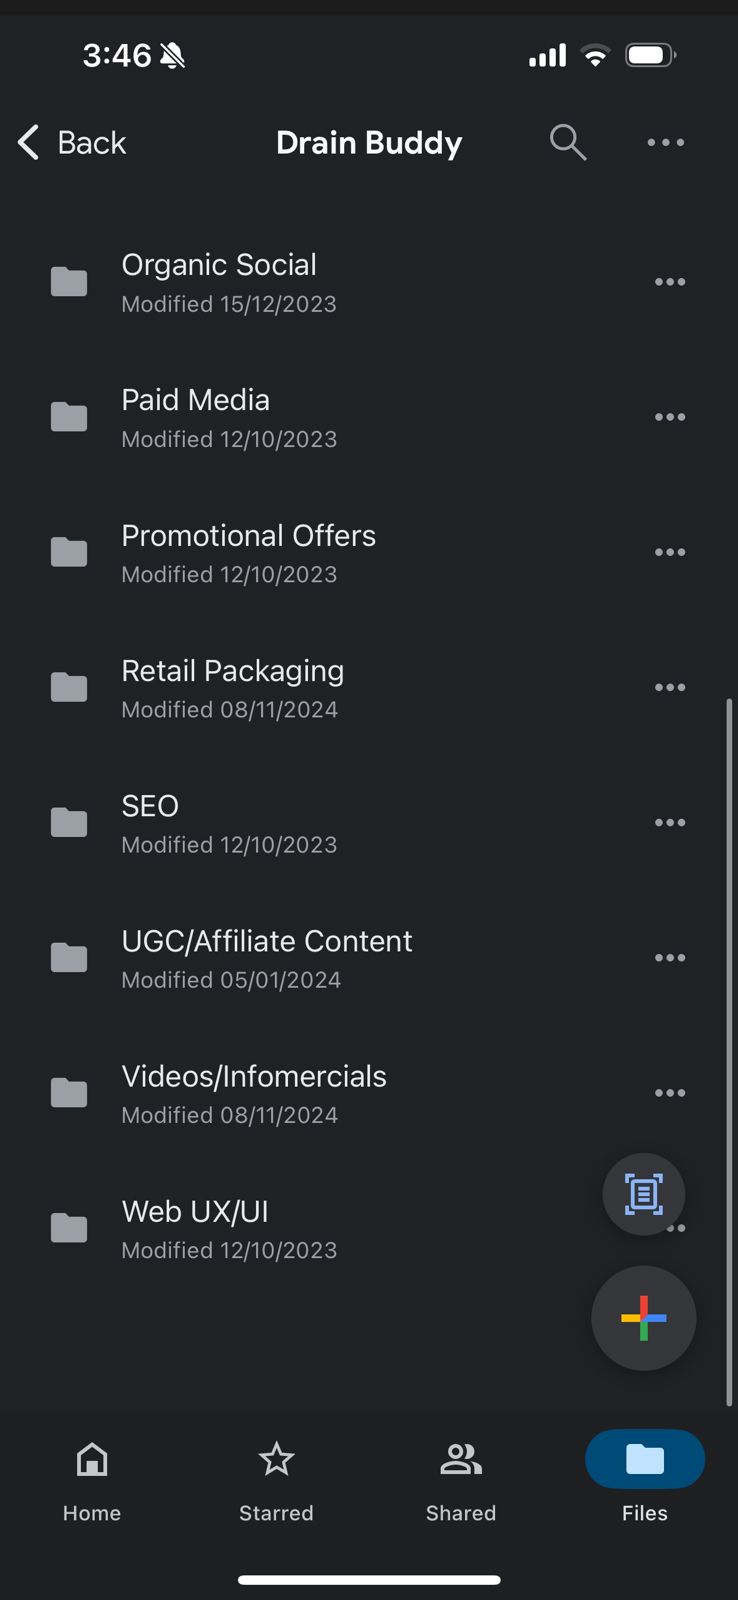 3:46
Back
Drain Buddy
Organic Social
Modified 15/12/2023
Paid Media
Modified 12/10/2023
Promotional Offers
Modified 12/10/2023
Retail Packaging
Modified 08/11/2024
SEO
Modified 12/10/2023
UGC/Affiliate Content
Modified 05/01/2024
Videos/Infomercials
Modified 08/11/2024
Web UX/UI
Modified 12/10/2023
Home
Starred
Shared
Files